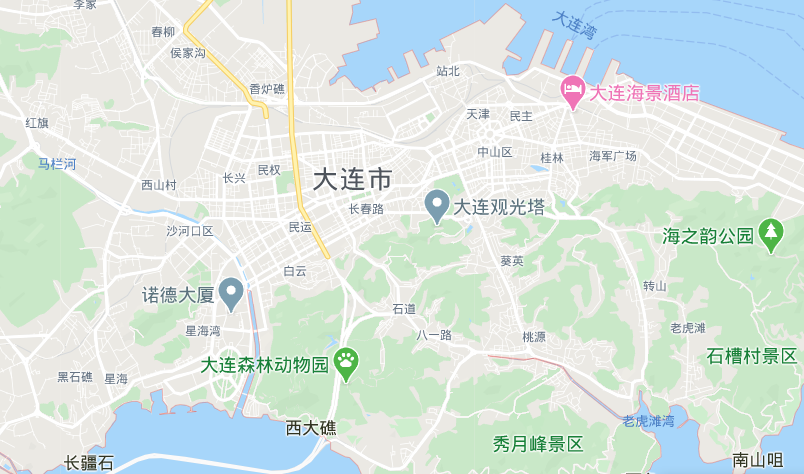 李家
大连湾
春柳
侯家沟
站北
香炉礁
大连海景酒店
天津
民主
红旗
中山区
桂林
海军广场
马栏河
民权
长兴
大连市
西山村
长春路
大连观光塔
沙河口区
民运
海之韵公园
葵英
白云
诺德大厦
转山
石道
星海湾
八一路
桃源
老虎滩
大连森林动物园
石槽村景区
黑石礁
星海
老虎滩湾
西大礁
秀月峰景区
长疆石
南山咀